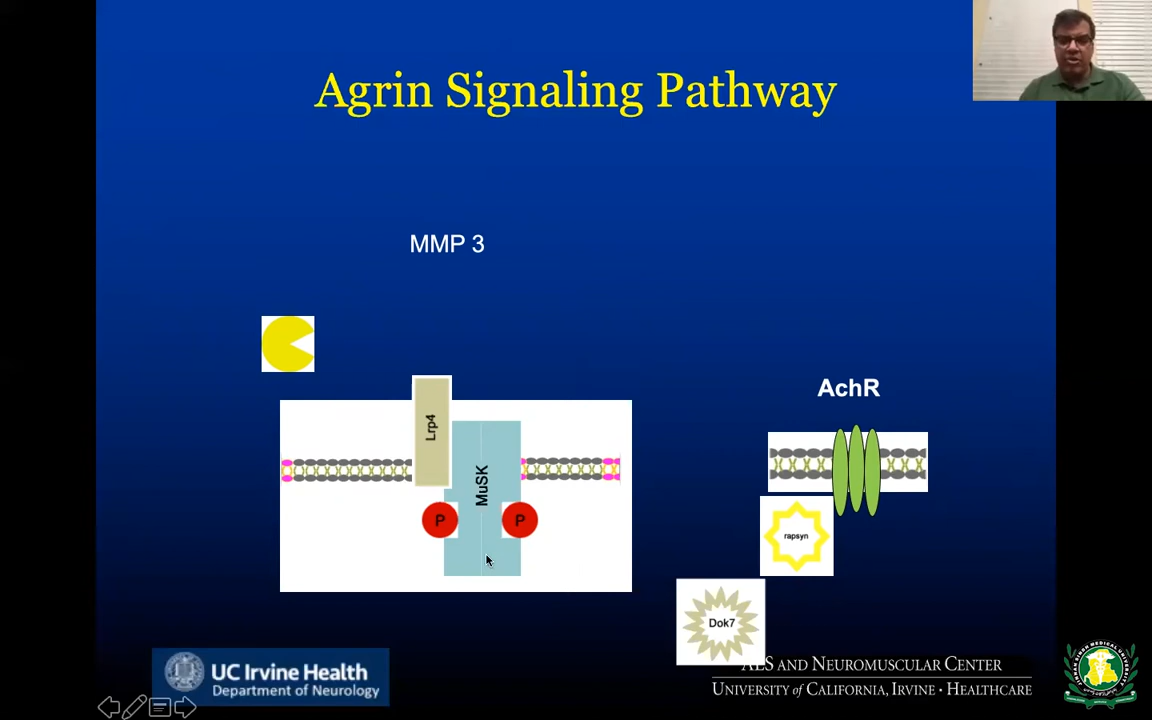 Agrin Signaling Pathway
MMP 3
AchR
Lrp4
MuSK
P
P
rapsyn
Dok7
UC Irvine Health
Department of Neurology
ALS AND NEUROMUSCULAR CENTER
UNIVERSITY of CALIFORNIA, IRVINE • HEALTHCARE